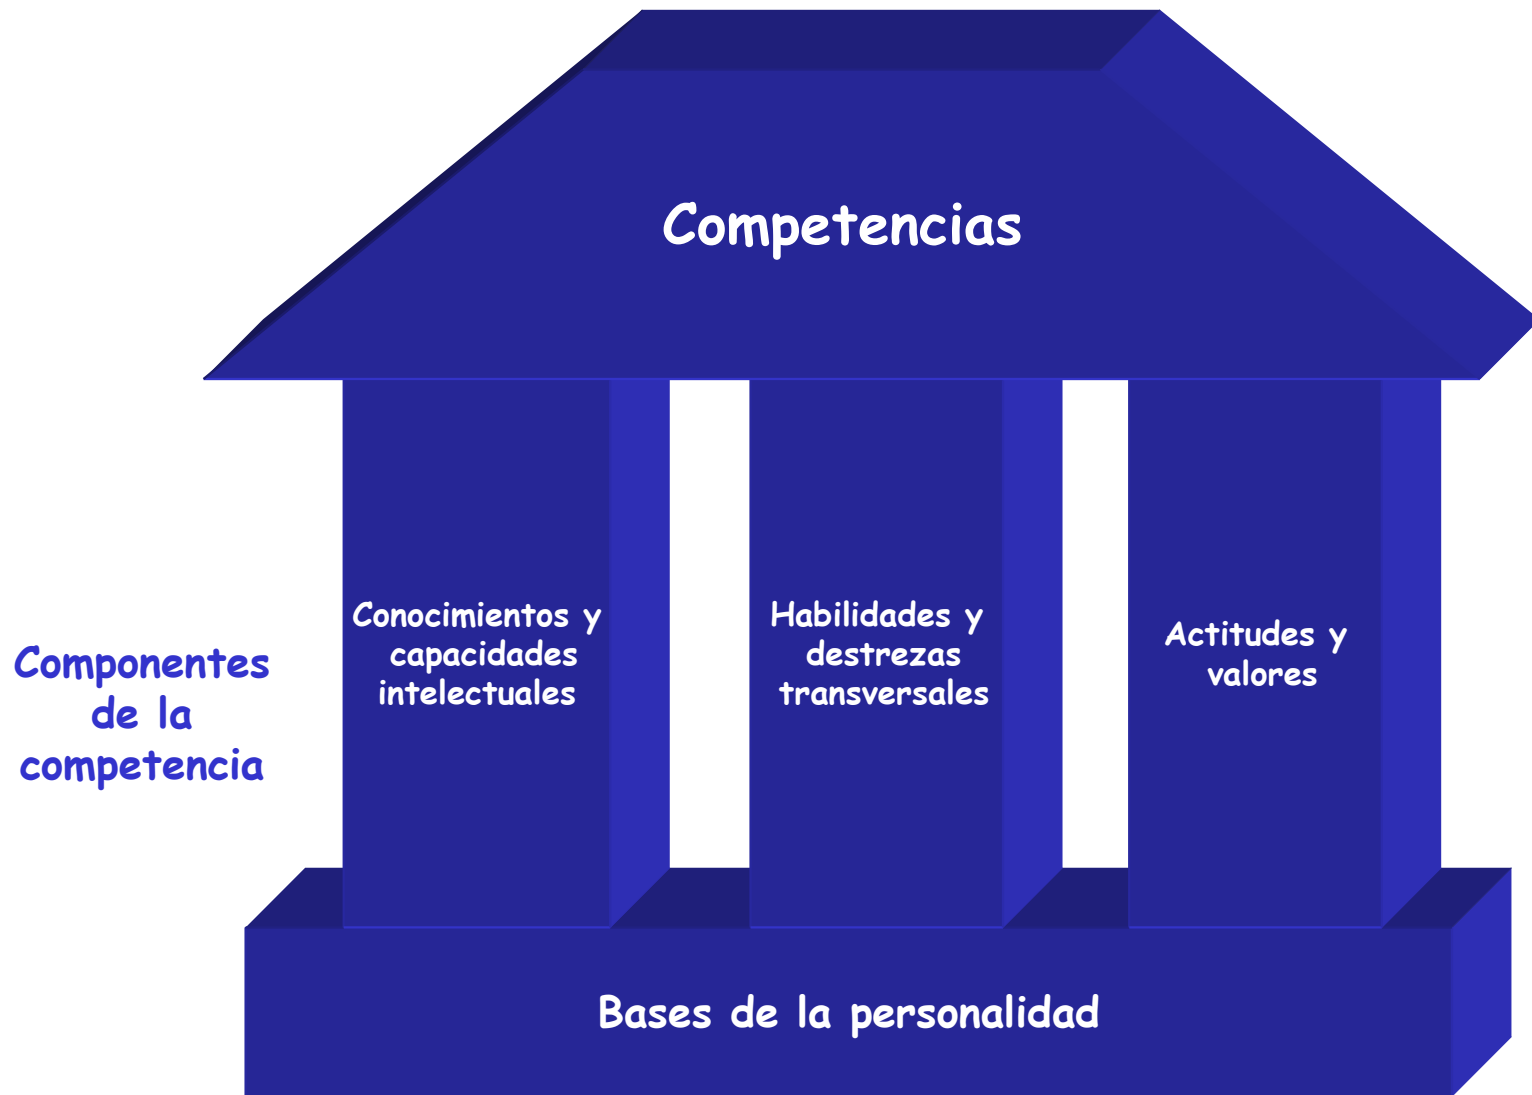 Competencias
Componentes
de la
competencia
Conocimientos y
capacidades
intelectuales
Habilidades y
destrezas
transversales
Actitudes y
valores
Bases de la personalidad